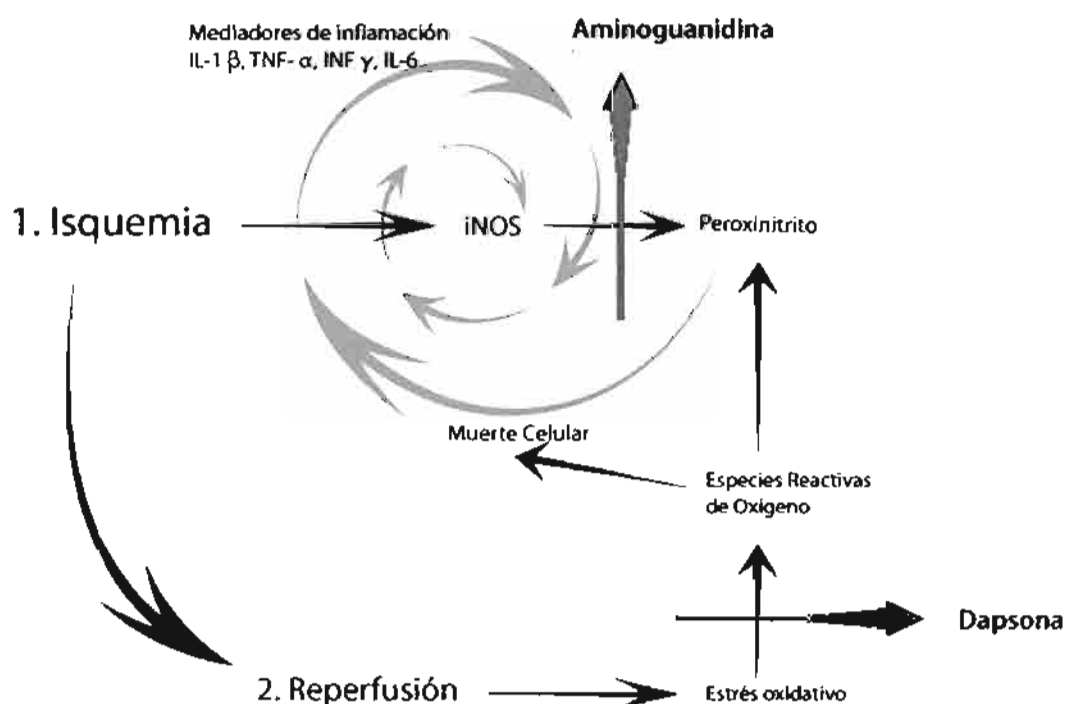 Mediadores de inflamación
IL-1 β, TNF- α, INF γ, IL-6
Aminoguanidina
1. Isquemia
iNOS
Peroxinitrito
Muerte Celular
Especies Reactivas
de Oxígeno
Dapsona
2. Reperfusión
Estrés oxidativo